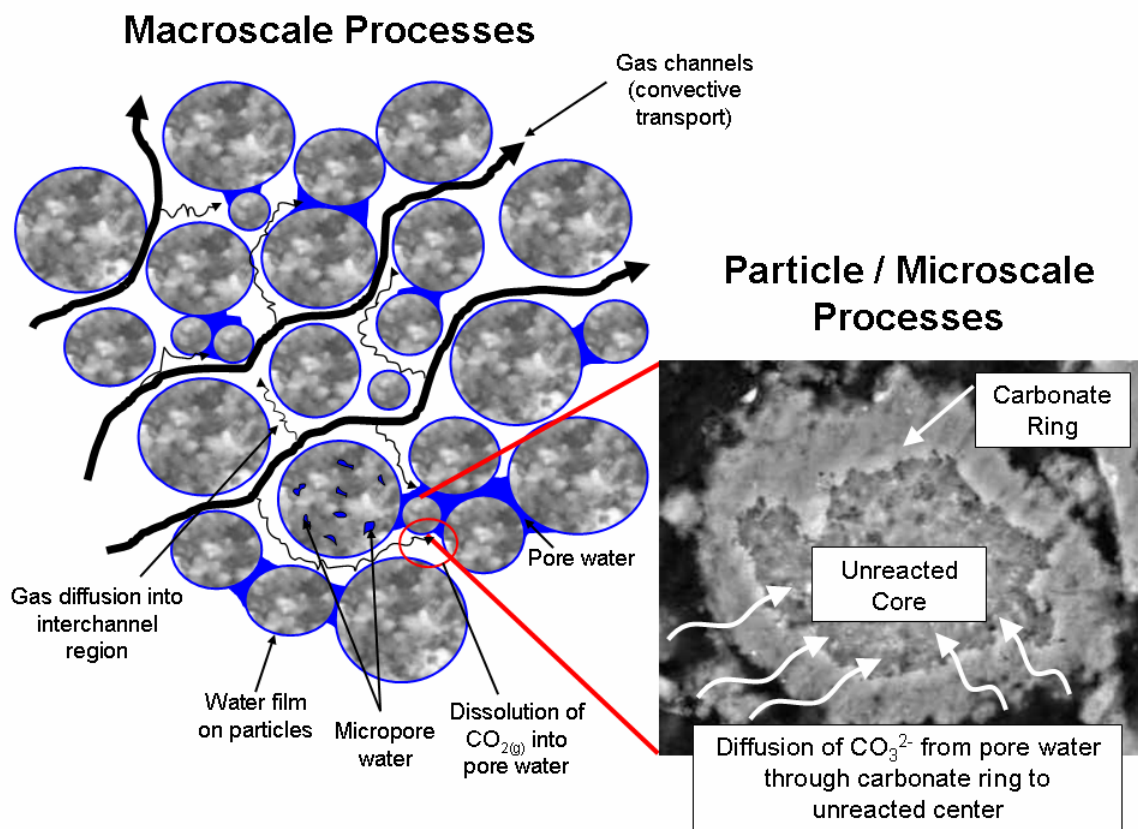 Macroscale Processes
Gas channels
(convective
transport)
Particle / Microscale
Processes
Carbonate
Ring
Unreacted
Core
Pore water
Gas diffusion into
interchannel
region
Water film
on particles
Micropore
water
Dissolution of
CO₂₍g₎ into
pore water
Diffusion of CO₃²⁻ from pore water
through carbonate ring to
unreacted center